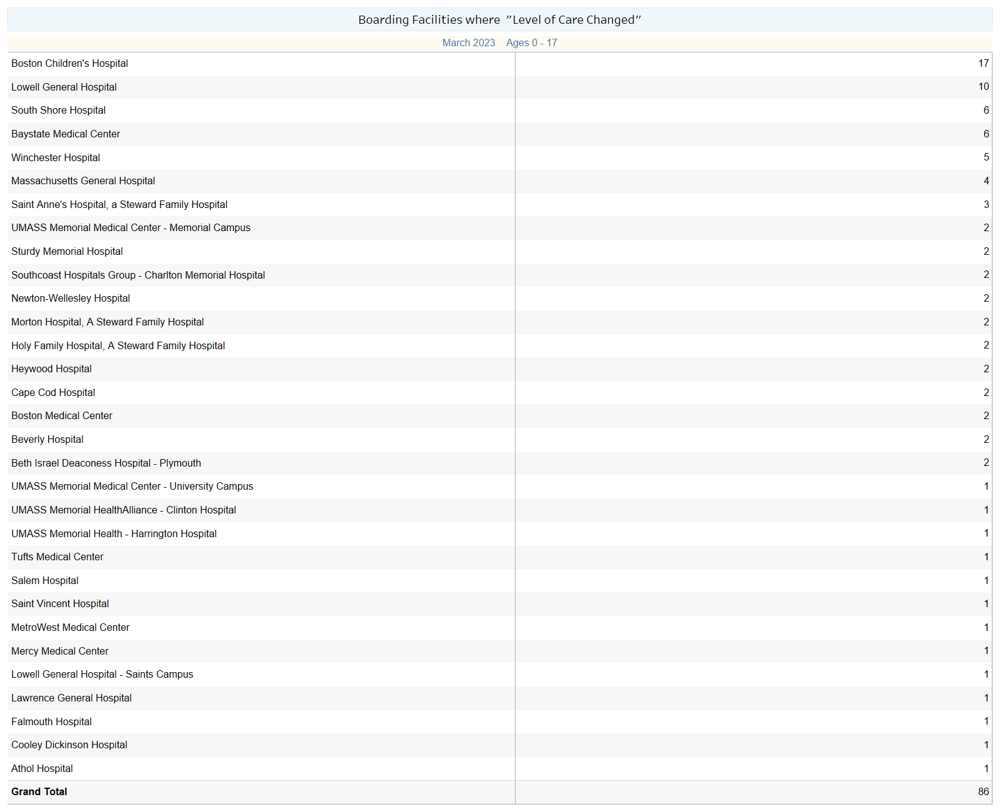 Boarding Facilities where "Level of Care Changed"
March 2023 Ages 0 - 17
Boston Children's Hospital 17
Lowell General Hospital 10
South Shore Hospital 6
Baystate Medical Center 6
Winchester Hospital 5
Massachusetts General Hospital 4
Saint Anne's Hospital, a Steward Family Hospital 3
UMASS Memorial Medical Center - Memorial Campus 2
Sturdy Memorial Hospital 2
Southcoast Hospitals Group - Charlton Memorial Hospital 2
Newton-Wellesley Hospital 2
Morton Hospital, A Steward Family Hospital 2
Holy Family Hospital, A Steward Family Hospital 2
Heywood Hospital 2
Cape Cod Hospital 2
Boston Medical Center 2
Beverly Hospital 2
Beth Israel Deaconess Hospital - Plymouth 2
UMASS Memorial Medical Center - University Campus 1
UMASS Memorial HealthAlliance - Clinton Hospital 1
UMASS Memorial Health - Harrington Hospital 1
Tufts Medical Center 1
Salem Hospital 1
Saint Vincent Hospital 1
MetroWest Medical Center 1
Mercy Medical Center 1
Lowell General Hospital - Saints Campus 1
Lawrence General Hospital 1
Falmouth Hospital 1
Cooley Dickinson Hospital 1
Athol Hospital 1
Grand Total 86